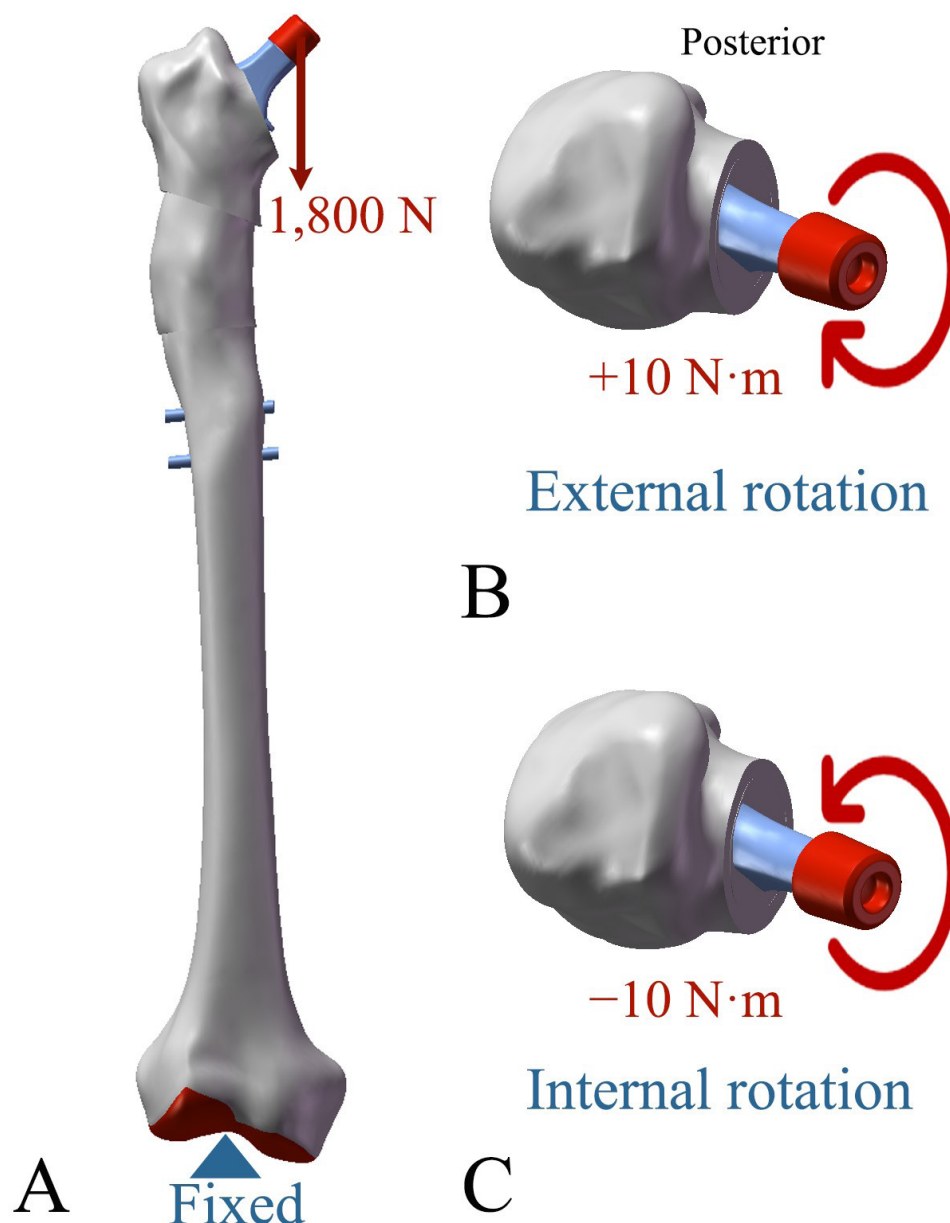 1,800 N
Fixed
A
Posterior
+10 N·m
External rotation
B
−10 N·m
Internal rotation
C